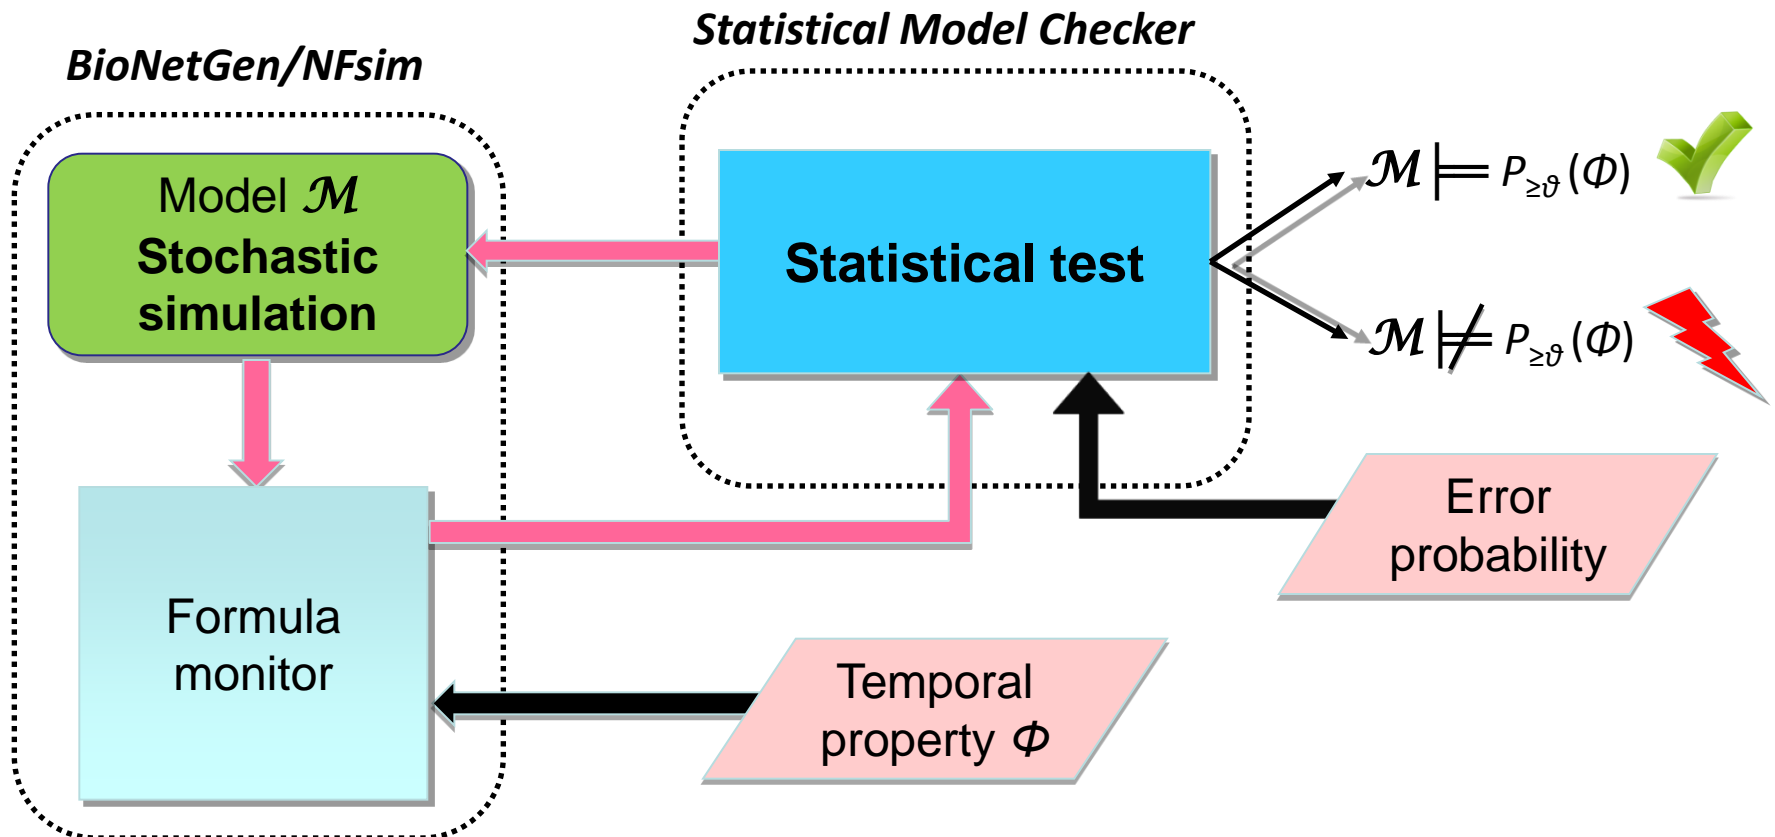 BioNetGen/NFsim
Statistical Model Checker
Model ℳ
Stochastic
simulation
Statistical test
ℳ ⊨ P≥ϑ (Φ)
ℳ ⊭ P≥ϑ (Φ)
Formula
monitor
Error
probability
Temporal
property Φ